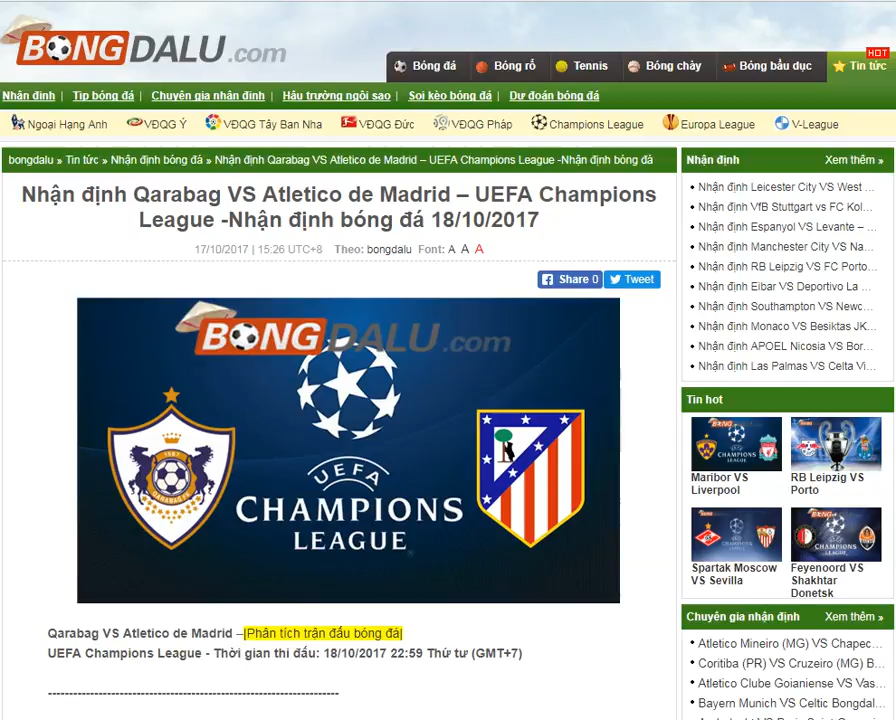 BONGDALU.com
Bóng đá
Bóng rổ
Tennis
Bóng chày
Bóng bầu dục
HOT
Tin tức
Nhận định | Tip bóng đá | Chuyên gia nhận định | Hậu trường ngôi sao | Soi kèo bóng đá | Dự đoán bóng đá
Ngoại Hạng Anh
VĐQG Ý
VĐQG Tây Ban Nha
VĐQG Đức
VĐQG Pháp
Champions League
Europa League
V-League
bongdalu » Tin tức » Nhận định bóng đá » Nhận định Qarabag VS Atletico de Madrid – UEFA Champions League -Nhận định bóng đá
Nhận định Qarabag VS Atletico de Madrid – UEFA Champions
League -Nhận định bóng đá 18/10/2017
17/10/2017 | 15:26 UTC+8 Theo: bongdalu Font: A A A
Share 0
Tweet
BONGDALU.com
1987
QARABAG FK
UEFA
CHAMPIONS
LEAGUE
Qarabag VS Atletico de Madrid –|Phân tích trận đấu bóng đá|
UEFA Champions League - Thời gian thi đấu: 18/10/2017 22:59 Thứ tư (GMT+7)
--------------------------------------------------------------------
Nhận định
Xem thêm »
Nhận định Leicester City VS West ...
Nhận định VfB Stuttgart vs FC Kol...
Nhận định Espanyol VS Levante – ...
Nhận định Manchester City VS Na...
Nhận định RB Leipzig VS FC Porto...
Nhận định Eibar VS Deportivo La ...
Nhận định Southampton VS Newc...
Nhận định Monaco VS Besiktas JK...
Nhận định APOEL Nicosia VS Bor...
Nhận định Las Palmas VS Celta Vi...
Tin hot
Maribor VS
Liverpool
RB Leipzig VS
Porto
Spartak Moscow
VS Sevilla
Feyenoord VS
Shakhtar
Donetsk
Chuyên gia nhận định
Xem thêm »
Atletico Mineiro (MG) VS Chapec...
Coritiba (PR) VS Cruzeiro (MG) B...
Atletico Clube Goianiense VS Vas...
Bayern Munich VS Celtic Bongdal...